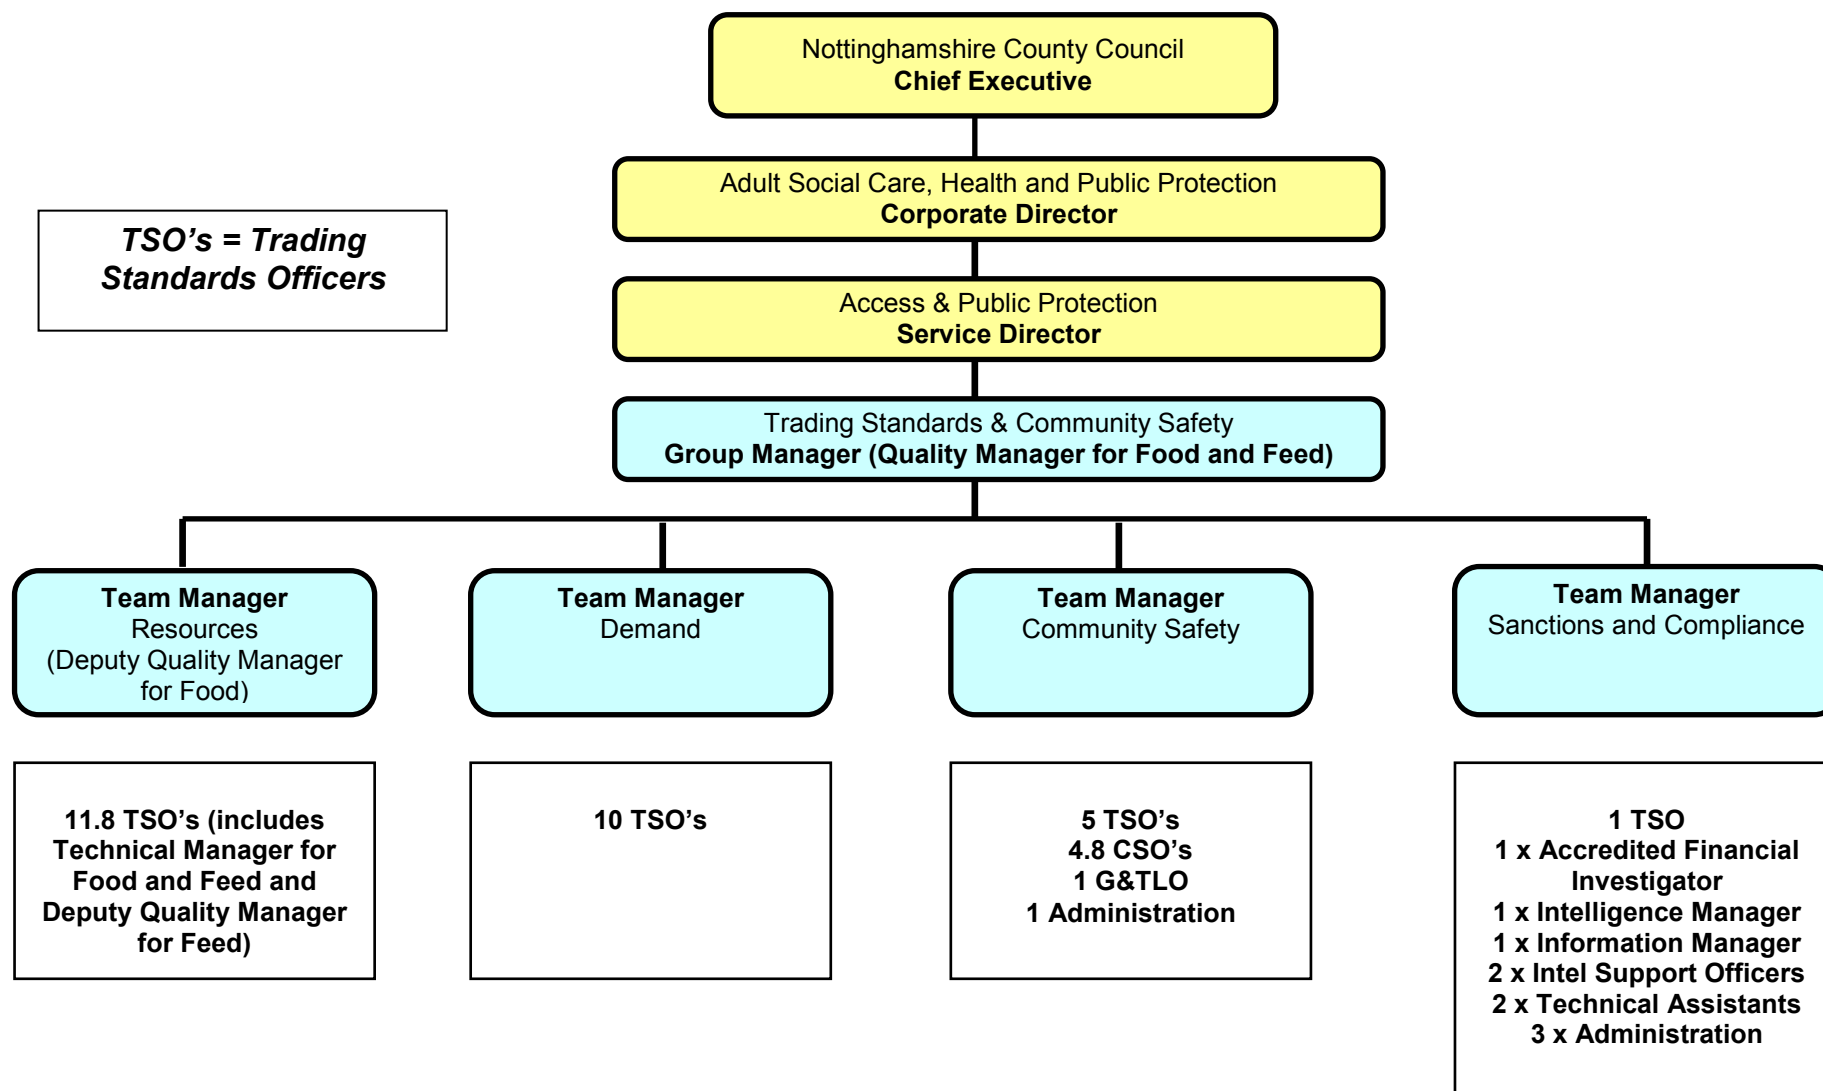 Nottinghamshire County Council
Chief Executive
Adult Social Care, Health and Public Protection
Corporate Director
TSO’s = Trading
Standards Officers
Access & Public Protection
Service Director
Trading Standards & Community Safety
Group Manager (Quality Manager for Food and Feed)
Team Manager
Resources
(Deputy Quality Manager
for Food)
Team Manager
Demand
Team Manager
Community Safety
Team Manager
Sanctions and Compliance
11.8 TSO’s (includes
Technical Manager for
Food and Feed and
Deputy Quality Manager
for Feed)
10 TSO’s
5 TSO’s
4.8 CSO’s
1 G&TLO
1 Administration
1 TSO
1 x Accredited Financial
Investigator
1 x Intelligence Manager
1 x Information Manager
2 x Intel Support Officers
2 x Technical Assistants
3 x Administration